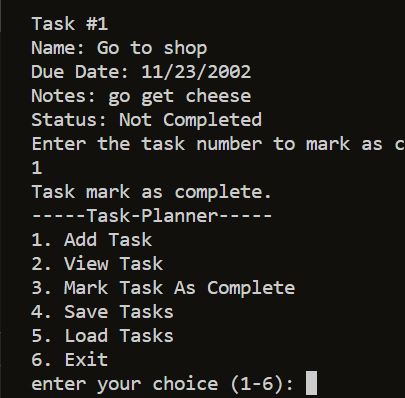 Task #1
Name: Go to shop
Due Date: 11/23/2002
Notes: go get cheese
Status: Not Completed
Enter the task number to mark as c
1
Task mark as complete.
-----Task-Planner-----
1. Add Task
2. View Task
3. Mark Task As Complete
4. Save Tasks
5. Load Tasks
6. Exit
enter your choice (1-6):